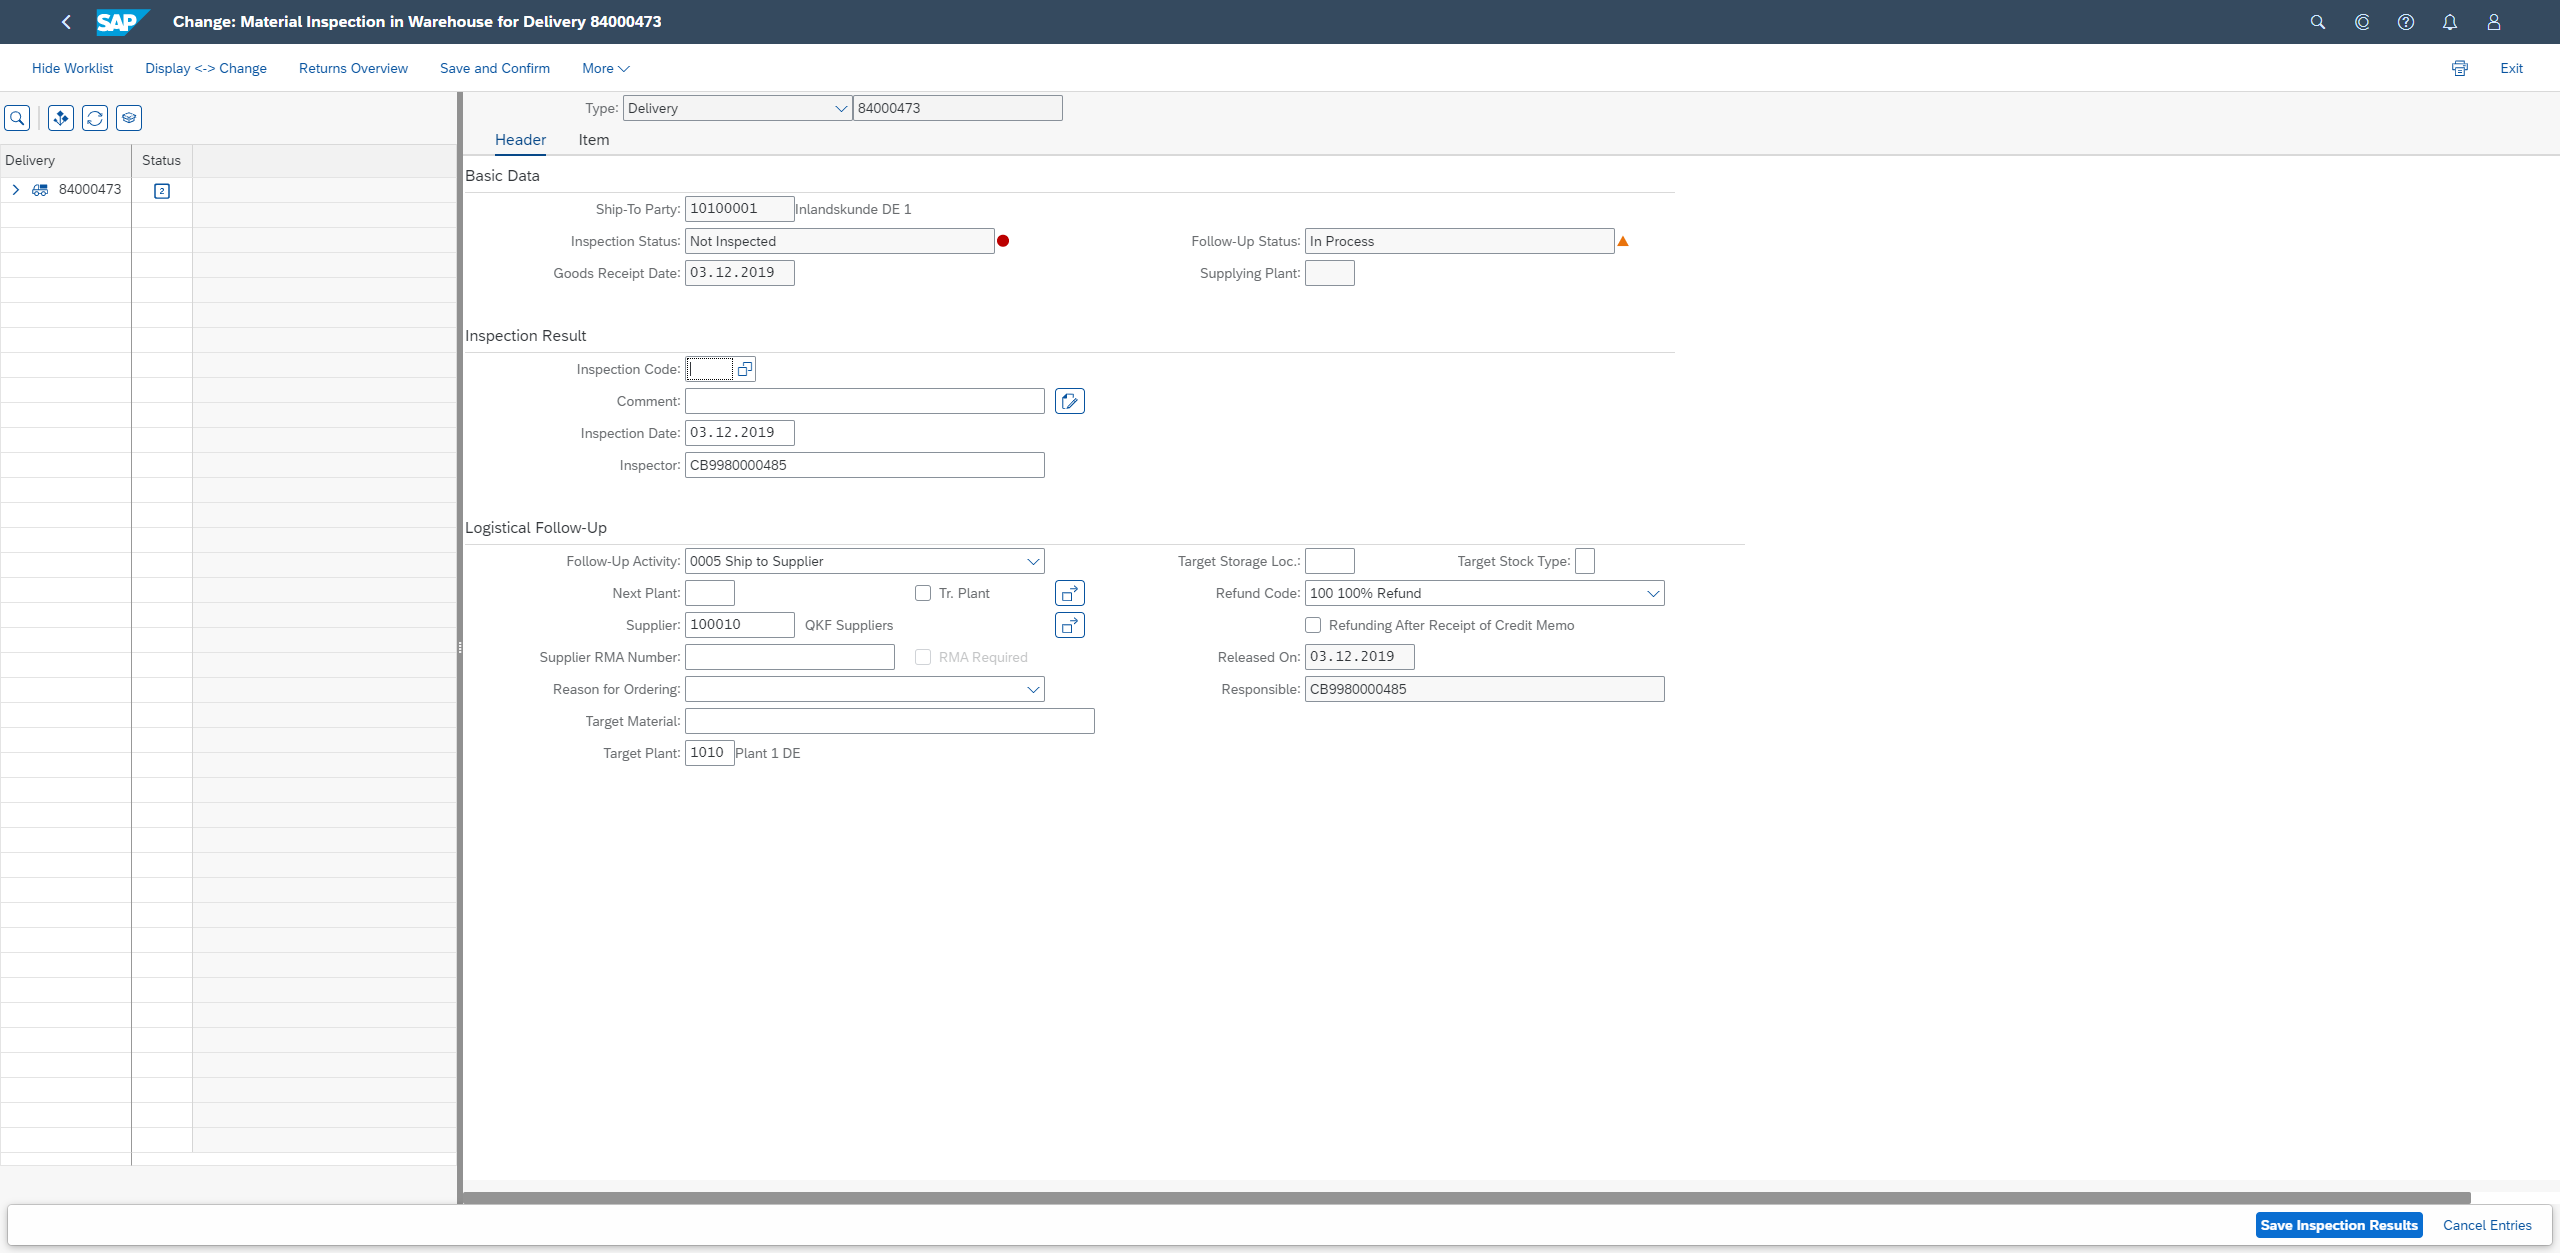 SAP Change: Material Inspection in Warehouse for Delivery 84000473
Hide Worklist Display <-> Change Returns Overview Save and Confirm More Exit
Type: Delivery 84000473
Header Item
Delivery Status
84000473 2
Basic Data
Ship-To Party: 10100001 Inlandskunde DE 1
Inspection Status: Not Inspected Follow-Up Status: In Process
Goods Receipt Date: 03.12.2019 Supplying Plant:
Inspection Result
Inspection Code:
Comment:
Inspection Date: 03.12.2019
Inspector: CB9980000485
Logistical Follow-Up
Follow-Up Activity: 0005 Ship to Supplier Target Storage Loc.: Target Stock Type:
Next Plant: Tr. Plant Refund Code: 100 100% Refund
Supplier: 100010 QKF Suppliers Refunding After Receipt of Credit Memo
Supplier RMA Number: RMA Required Released On: 03.12.2019
Reason for Ordering: Responsible: CB9980000485
Target Material:
Target Plant: 1010 Plant 1 DE
Save Inspection Results Cancel Entries